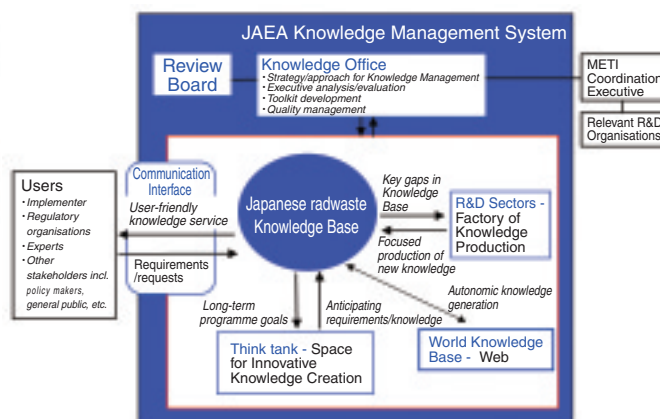 JAEA Knowledge Management System
Review
Board
Knowledge Office
· Strategy/approach for Knowledge Management
· Executive analysis/evaluation
· Toolkit development
· Quality management
METI
Coordination
Executive
Relevant R&D
Organisations
Users
· Implementer
· Regulatory
organisations
· Experts
· Other
stakeholders incl.
policy makers,
general public, etc.
Communication
Interface
User-friendly
knowledge service
Requirements
/requests
Japanese radwaste
Knowledge Base
Key gaps in
Knowledge
Base
R&D Sectors -
Factory of
Knowledge
Production
Focused
production of
new knowledge
Autonomic knowledge
generation
Long-term
programme goals
Anticipating
requirements/knowledge
Think tank - Space
for Innovative
Knowledge Creation
World Knowledge
Base - Web